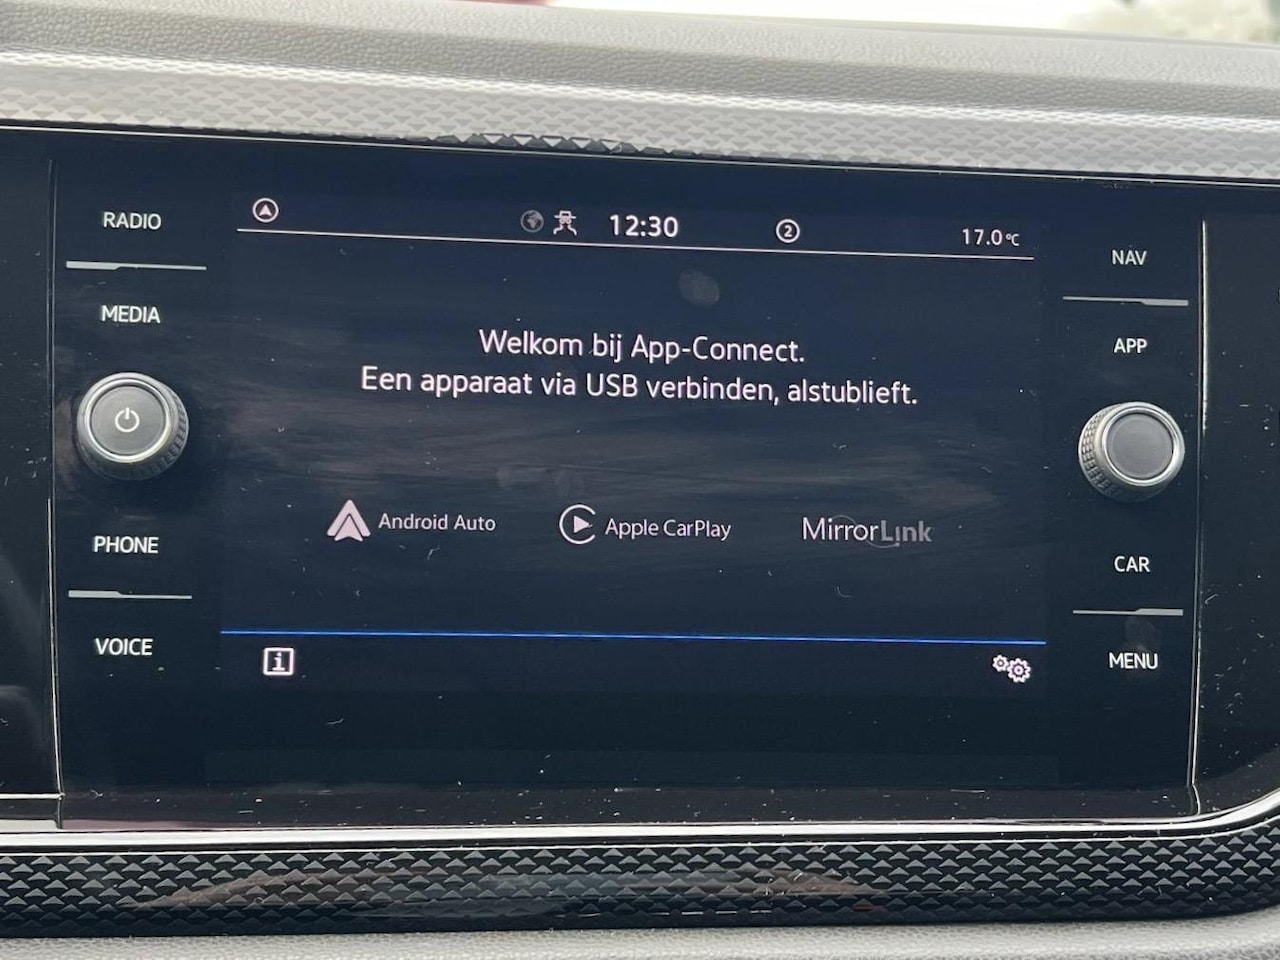 RADIO
MEDIA
PHONE
VOICE
12:30
2
17.0°C
Welkom bij App-Connect.
Een apparaat via USB verbinden, alstublieft.
Android Auto
Apple CarPlay
MirrorLink
i
NAV
APP
CAR
MENU